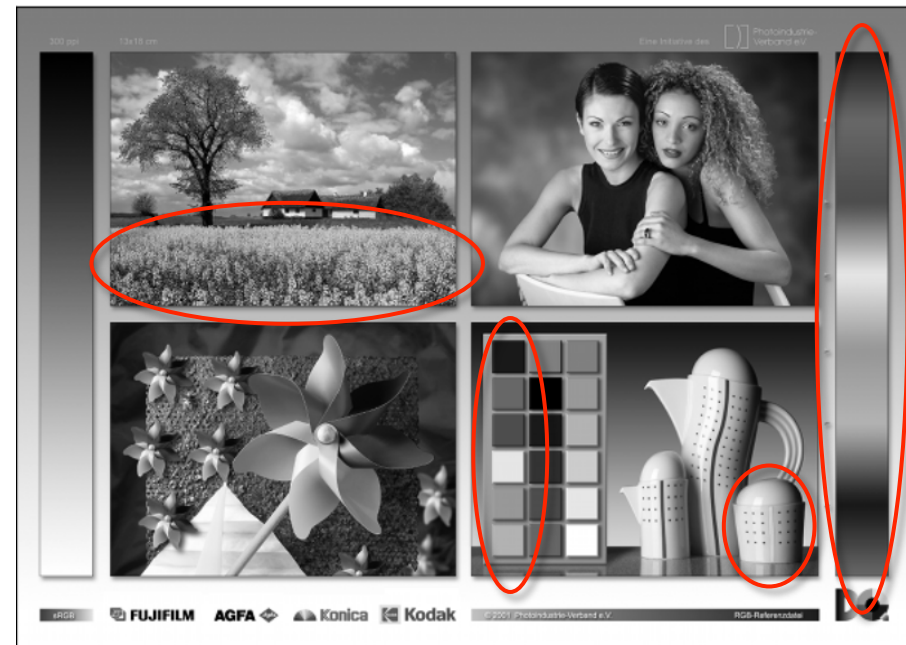 300 ppi
13x18 cm
Eine Initiative des
Photoindustrie-
Verband e.V.
sRGB
FUJIFILM
AGFA
Konica
Kodak
© 2001 Photoindustrie-Verband e.V.
RGB-Referenzdatei